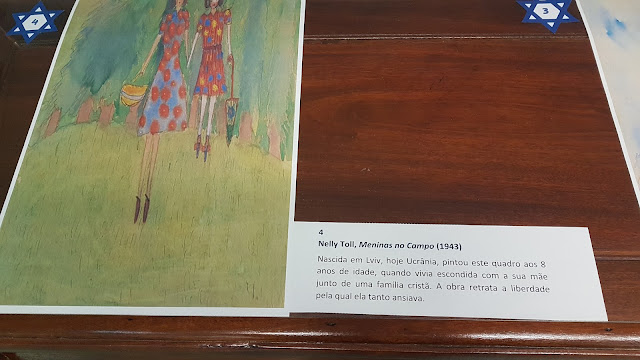 4
3
4
Nelly Toll, Meninas no Campo (1943)
Nascida em Lviv, hoje Ucrânia, pintou este quadro aos 8
anos de idade, quando vivia escondida com a sua mãe
junto de uma família cristã. A obra retrata a liberdade
pela qual ela tanto ansiava.